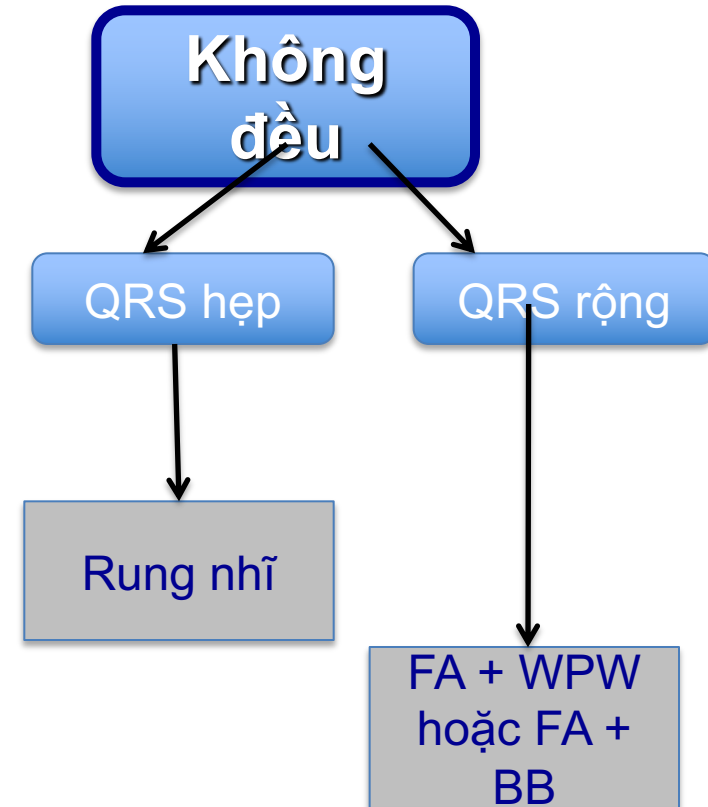 Không
đều
QRS hẹp
QRS rộng
Rung nhĩ
FA + WPW
hoặc FA +
BB